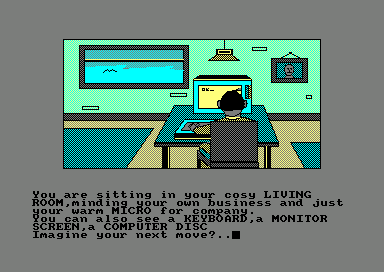 You are sitting in your cosy LIVING
ROOM,minding your own business and just
your warm MICRO for company.
You can also see a KEYBOARD,a MONITOR
SCREEN,a COMPUTER DISC
Imagine your next move?..